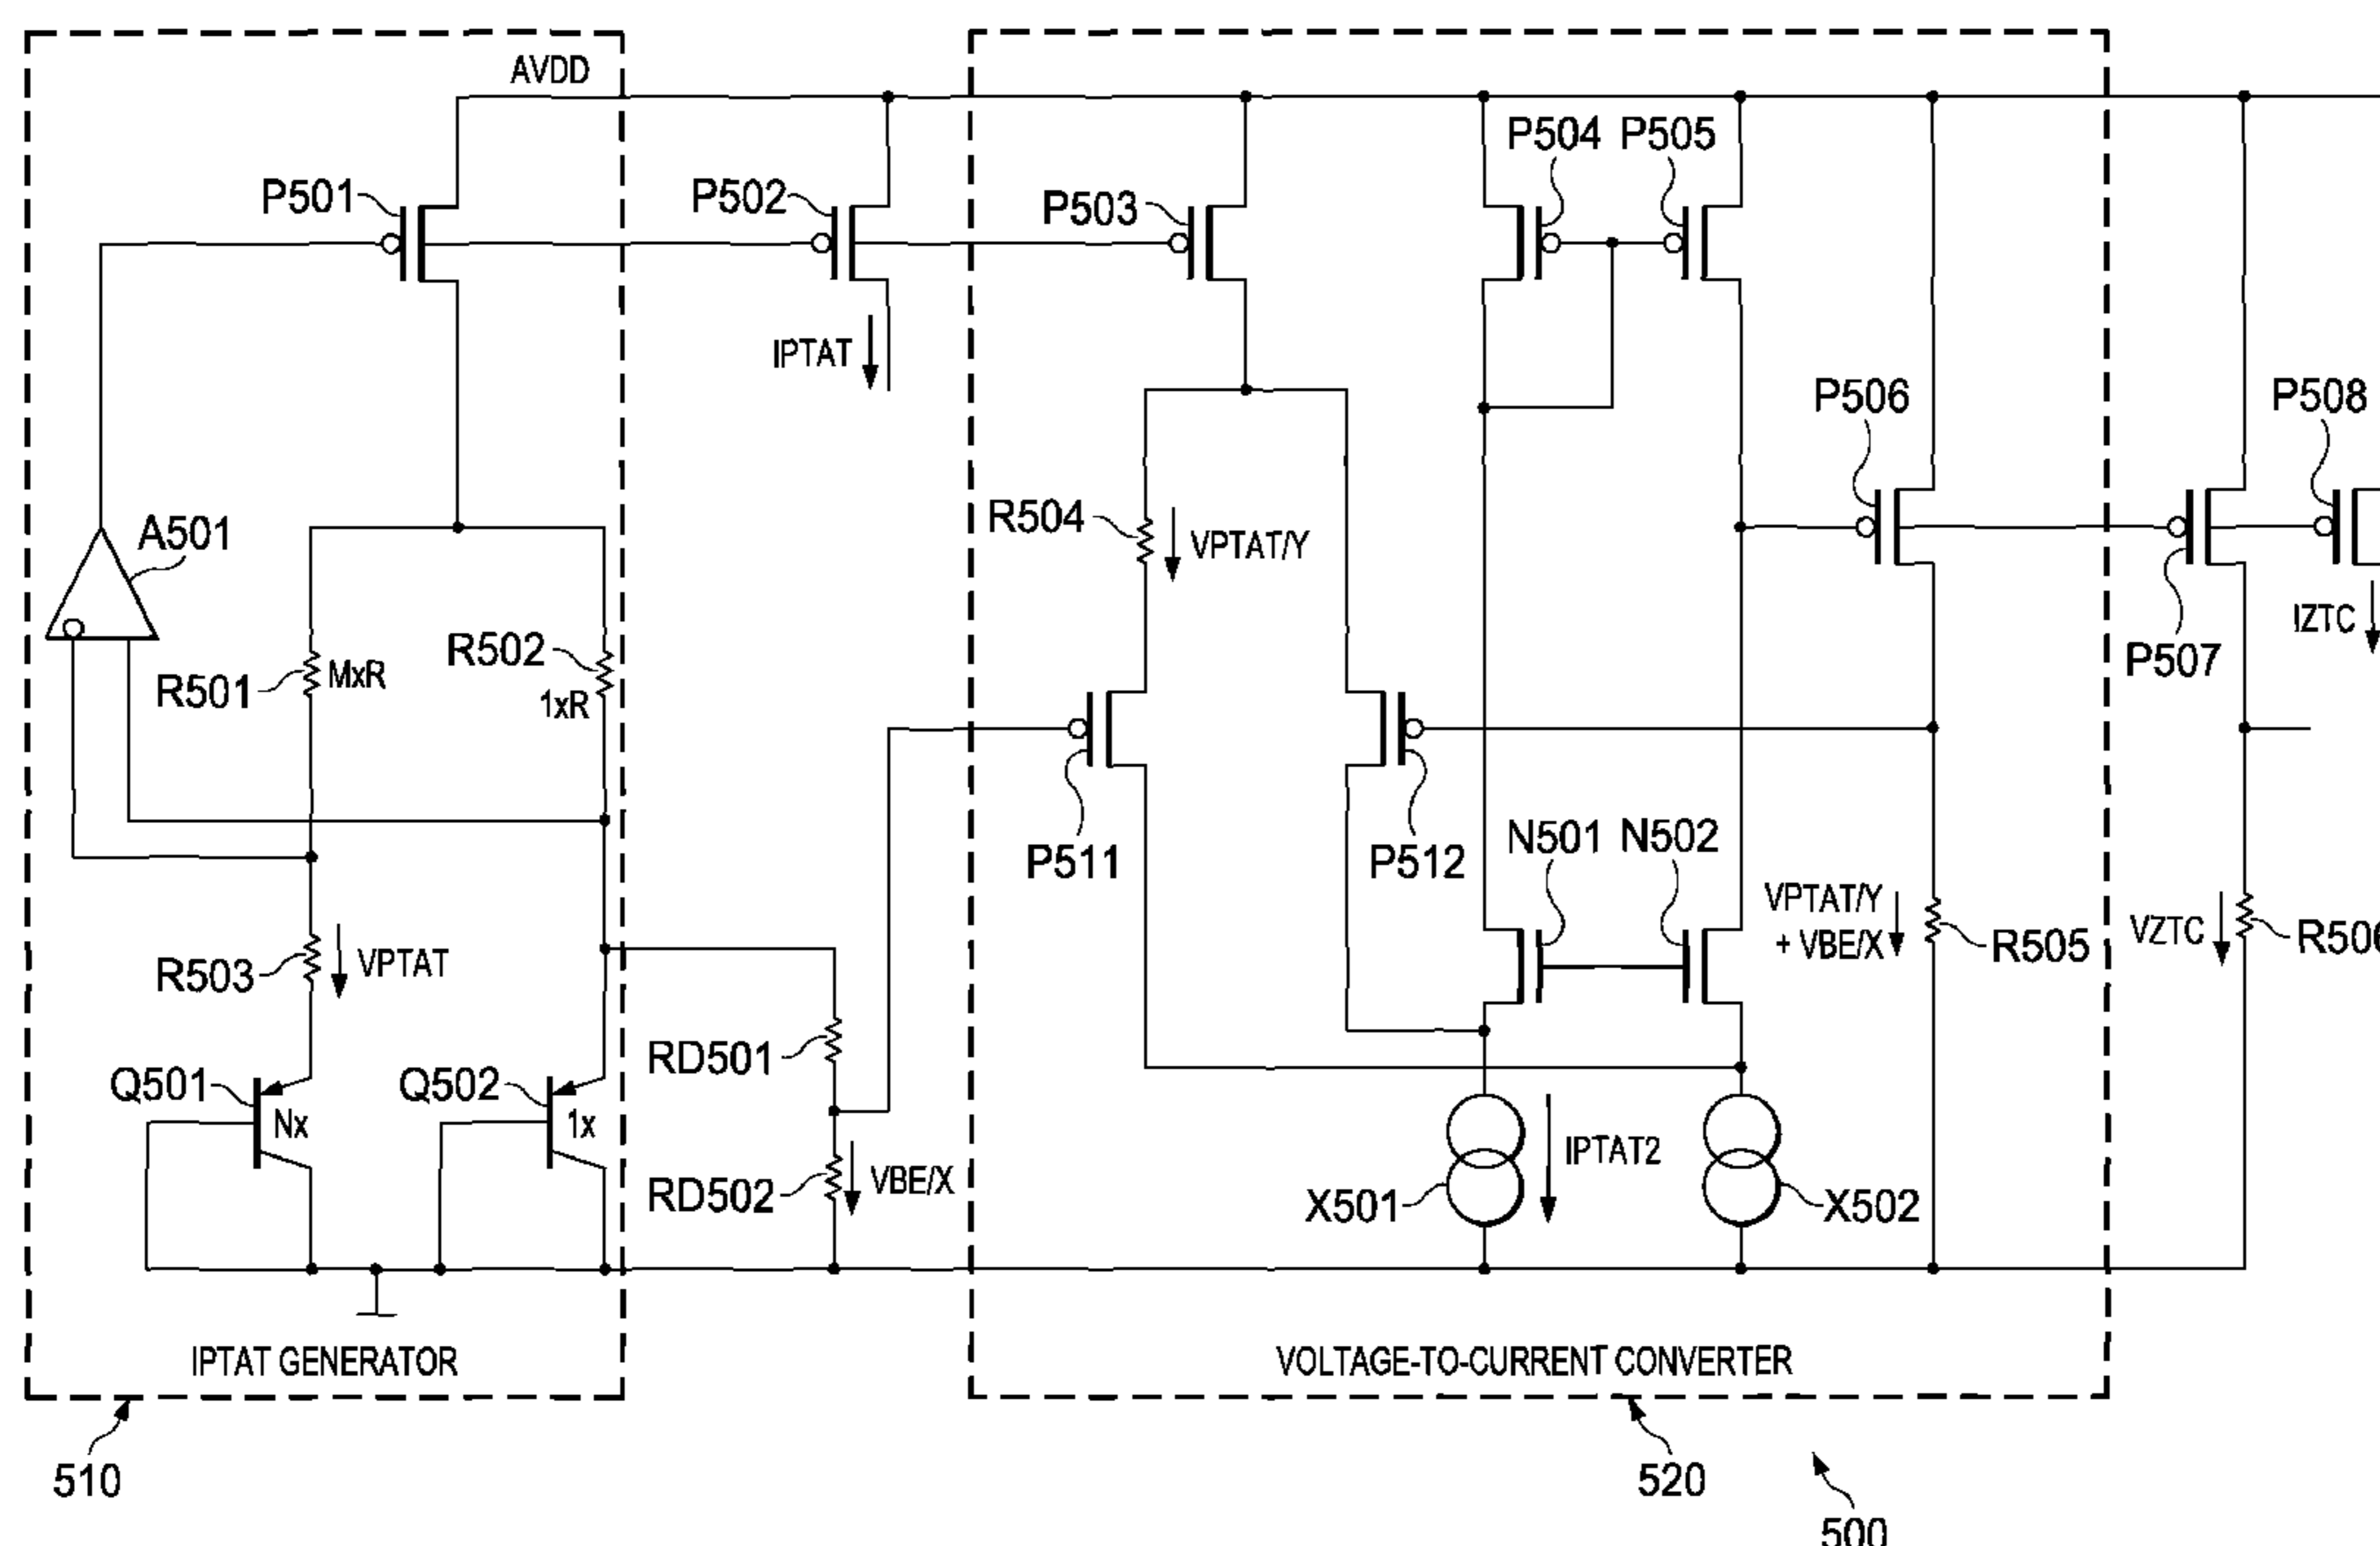 AVDD
P504 P505
P501
P502
P503
IPTAT
P506
P508
A501
R504
VPTAT/Y
IZTC
R501
MxR
R502
1xR
P507
P511
P512
N501 N502
VPTAT/Y
+ VBE/X
R505
VZTC
R506
R503
VPTAT
RD501
Q501
Nx
Q502
1x
IPTAT2
RD502
VBE/X
X501
X502
IPTAT GENERATOR
VOLTAGE-TO-CURRENT CONVERTER
510
520
500